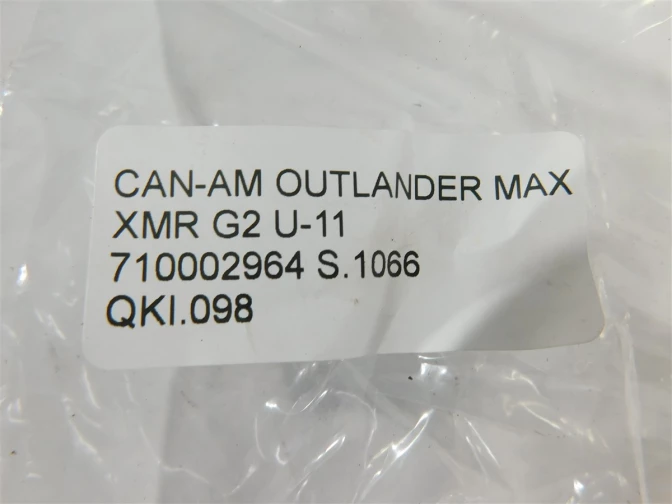 CAN-AM OUTLANDER MAX
XMR G2 U-11
710002964 S.1066
QKI.098